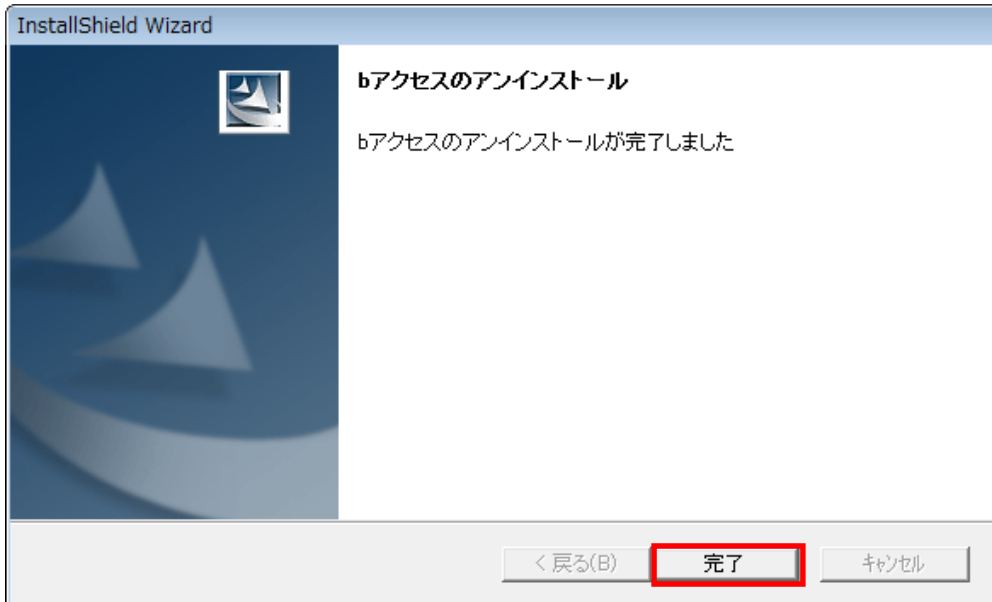 InstallShield Wizard
bアクセスのアンインストール
bアクセスのアンインストールが完了しました
< 戻る(B)
完了
キャンセル